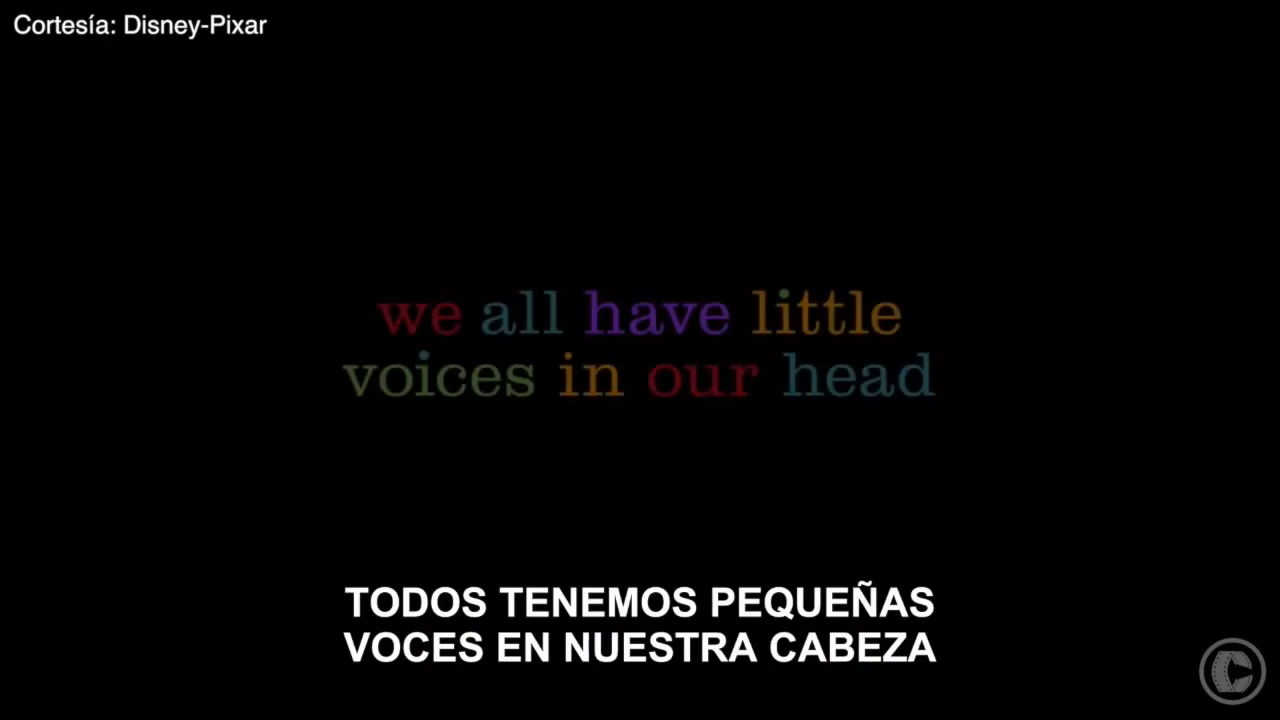 Cortesía: Disney-Pixar
we all have little
voices in our head
TODOS TENEMOS PEQUEÑAS
VOCES EN NUESTRA CABEZA